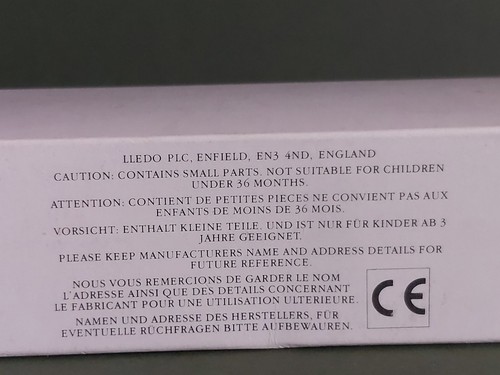 LLEDO PLC, ENFIELD, EN3 4ND, ENGLAND
CAUTION: CONTAINS SMALL PARTS. NOT SUITABLE FOR CHILDREN
UNDER 36 MONTHS.
ATTENTION: CONTIENT DE PETITES PIECES NE CONVIENT PAS AUX
ENFANTS DE MOINS DE 36 MOIS.
VORSICHT: ENTHALT KLEINE TEILE. UND IST NUR FÜR KINDER AB 3
JAHRE GEEIGNET.
PLEASE KEEP MANUFACTURERS NAME AND ADDRESS DETAILS FOR
FUTURE REFERENCE.
NOUS VOUS REMERCIONS DE GARDER LE NOM
L'ADRESSE AINSI QUE DES DETAILS CONCERNANT
LE FABRICANT POUR UNE UTILISATION ULTERIEURE.
NAMEN UND ADRESSE DES HERSTELLERS, FÜR
EVENTUELLE RÜCHFRAGEN BITTE AUFBEWAUREN.
CE